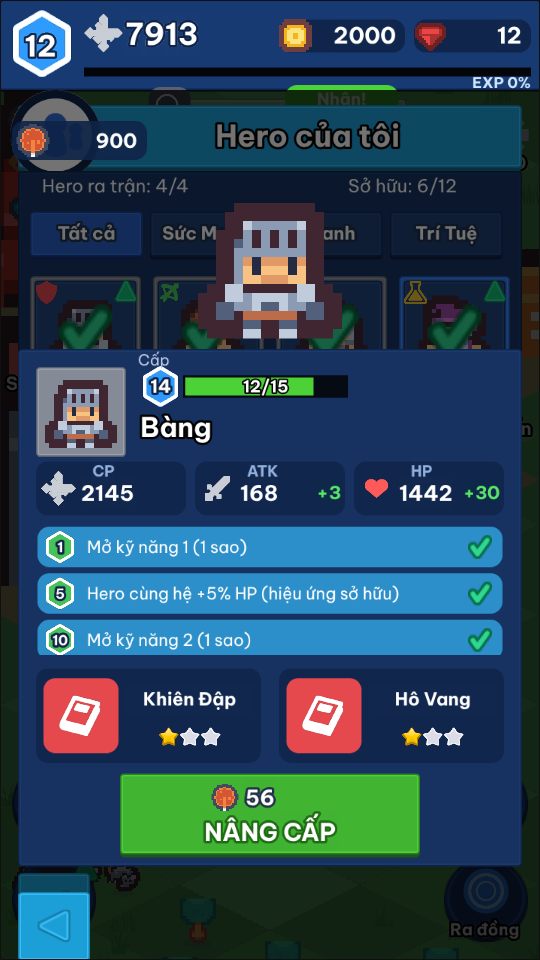 12
7913
2000
12
EXP 0%
Nhận!
900
Hero của tôi
Hero ra trận: 4/4
Sở hữu: 6/12
Tất cả
Sức M
anh
Trí Tuệ
Cấp
14
12/15
Bàng
CP
2145
ATK
168
+3
HP
1442
+30
1
Mở kỹ năng 1 (1 sao)
5
Hero cùng hệ +5% HP (hiệu ứng sở hữu)
10
Mở kỹ năng 2 (1 sao)
Khiên Đập
Hô Vang
56
NÂNG CẤP
Ra đồng